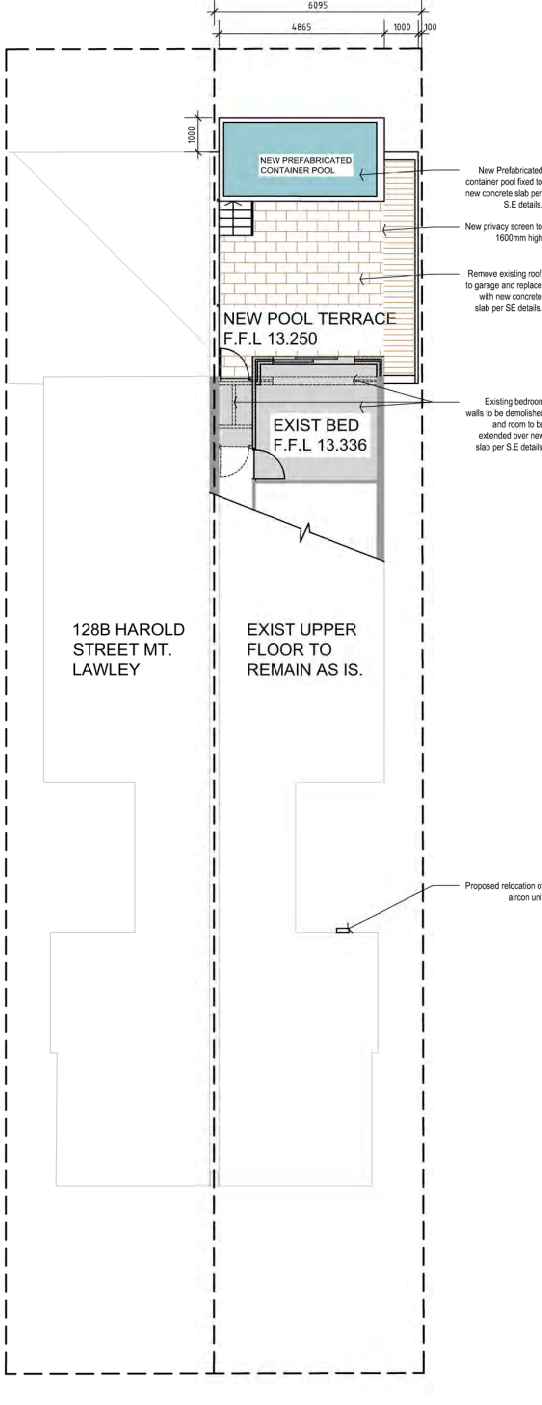 6095
4865
1000
100
1000
NEW PREFABRICATED
CONTAINER POOL
New Prefabricated
container pool fixed to
new concrete slab per
S.E details.
New privacy screen to
1600mm high
Remove existing roof
to garage and replace
with new concrete
slab per SE details.
NEW POOL TERRACE
F.F.L 13.250
Existing bedroom
walls to be demolished
and room to be
extended over new
slab per S.E details
EXIST BED
F.F.L 13.336
128B HAROLD
STREET MT.
LAWLEY
EXIST UPPER
FLOOR TO
REMAIN AS IS.
Proposed relocation o
arcon uni